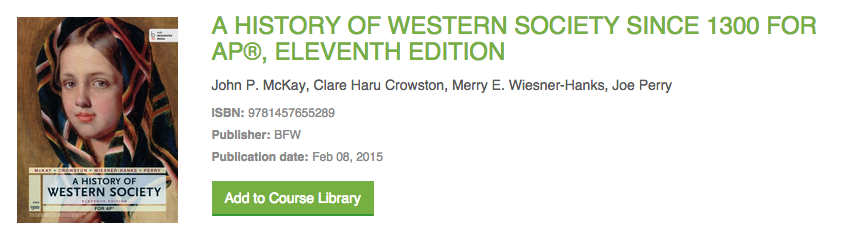 A HISTORY OF WESTERN SOCIETY SINCE 1300 FOR
AP®, ELEVENTH EDITION
John P. McKay, Clare Haru Crowston, Merry E. Wiesner-Hanks, Joe Perry
ISBN: 9781457655289
Publisher: BFW
Publication date: Feb 08, 2015
Add to Course Library
McKAY • CROWSTON • WIESNER-HANKS • PERRY
A HISTORY OF
WESTERN SOCIETY
ELEVENTH EDITION
SINCE
1300
FOR AP®